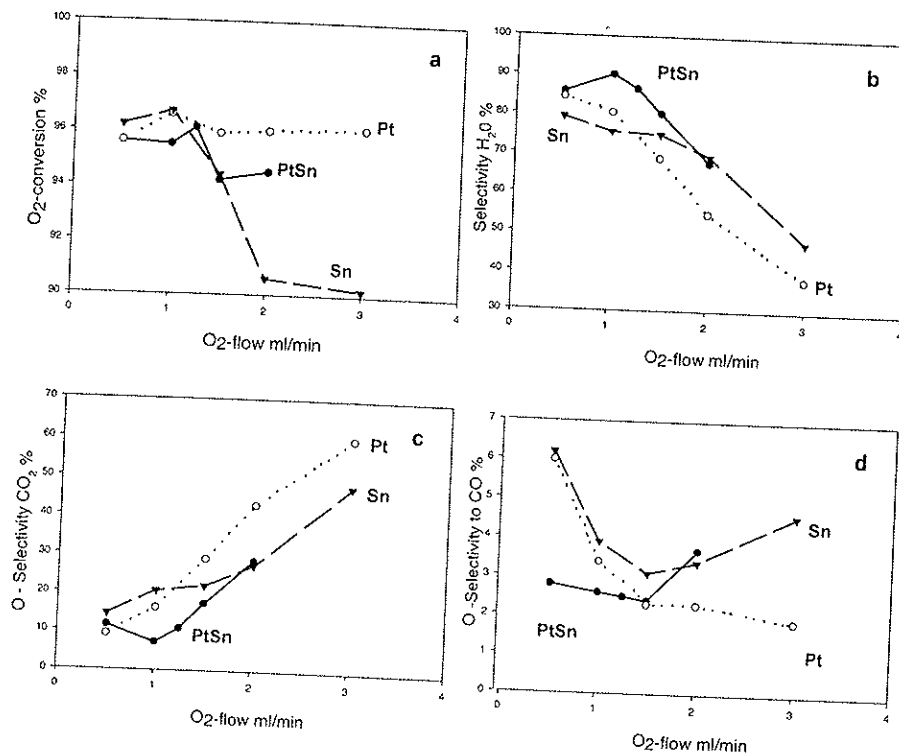 a
O2-conversion %
100
98
96
94
92
90
0
1
2
3
4
Pt
PtSn
Sn
O2-flow ml/min
b
Selectivity H20 %
100
90
80
70
60
50
40
30
0
1
2
3
4
PtSn
Sn
Pt
O2-flow ml/min
c
O - Selectivity CO2 %
70
60
50
40
30
20
10
0
0
1
2
3
4
Pt
Sn
PtSn
O2-flow ml/min
d
O -Selectivity to CO %
7
6
5
4
3
2
1
0
0
1
2
3
4
Sn
PtSn
Pt
O2-flow ml/min